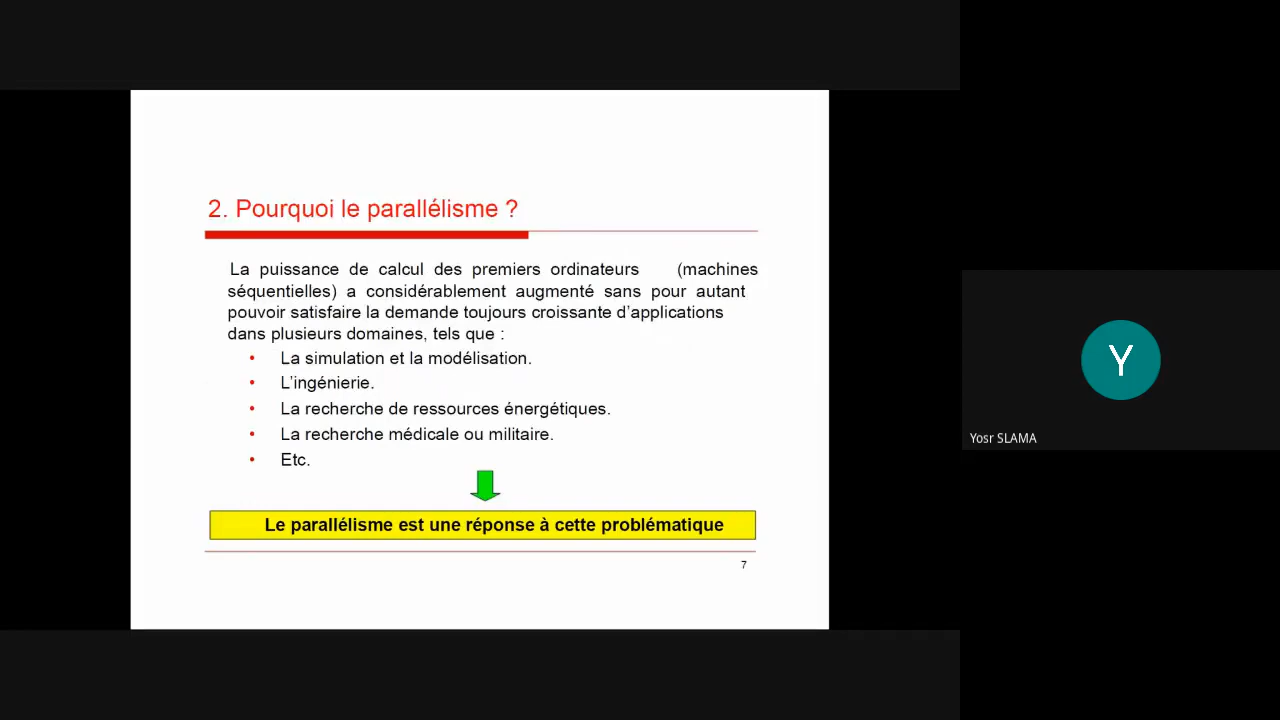 2. Pourquoi le parallélisme ?
La puissance de calcul des premiers ordinateurs (machines
séquentielles) a considérablement augmenté sans pour autant
pouvoir satisfaire la demande toujours croissante d’applications
dans plusieurs domaines, tels que :
• La simulation et la modélisation.
• L’ingénierie.
• La recherche de ressources énergétiques.
• La recherche médicale ou militaire.
• Etc.
Le parallélisme est une réponse à cette problématique
7
Y
Yosr SLAMA